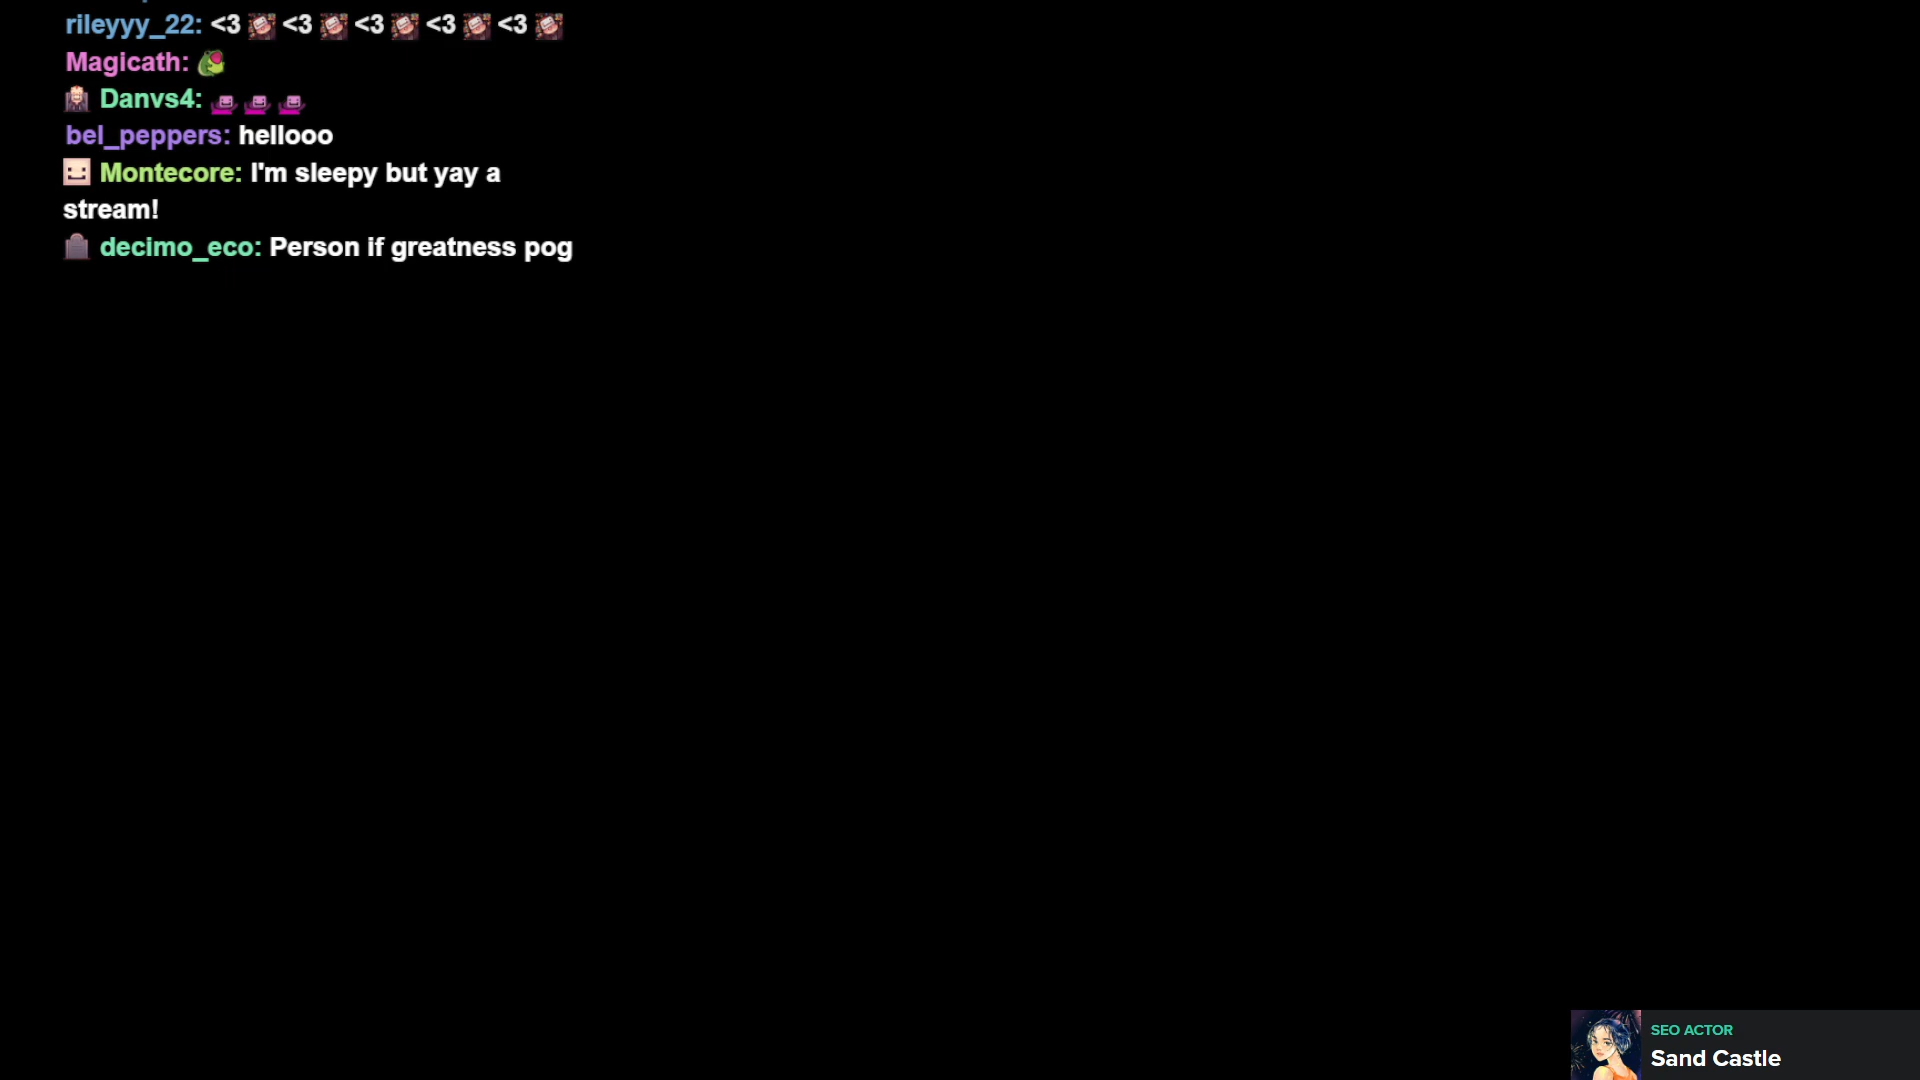 rileyyy_22: <3 <3 <3 <3 <3
Magicath:
Danvs4:
bel_peppers: hellooo
Montecore: I'm sleepy but yay a
stream!
decimo_eco: Person if greatness pog
SEO ACTOR
Sand Castle